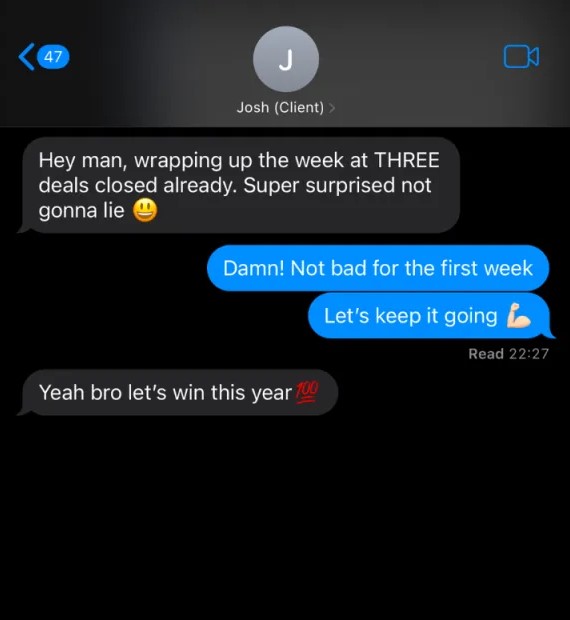 47
J
Josh (Client) >
Hey man, wrapping up the week at THREE
deals closed already. Super surprised not
gonna lie 😃
Damn! Not bad for the first week
Let’s keep it going 💪🏻
Read 22:27
Yeah bro let’s win this year💯